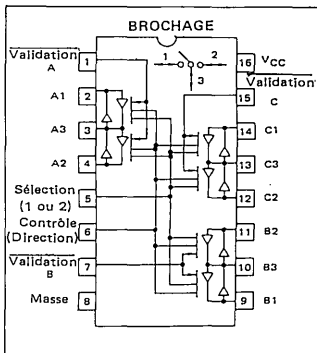 BROCHAGE
Validation
A
1
A1
2
A3
3
A2
4
Sélection
(1 ou 2)
5
Contrôle
(Direction)
6
Validation
B
7
Masse
8
1
2
3
16
VCC
Validation
15
C
14
C1
13
C3
12
C2
11
B2
10
B3
9
B1